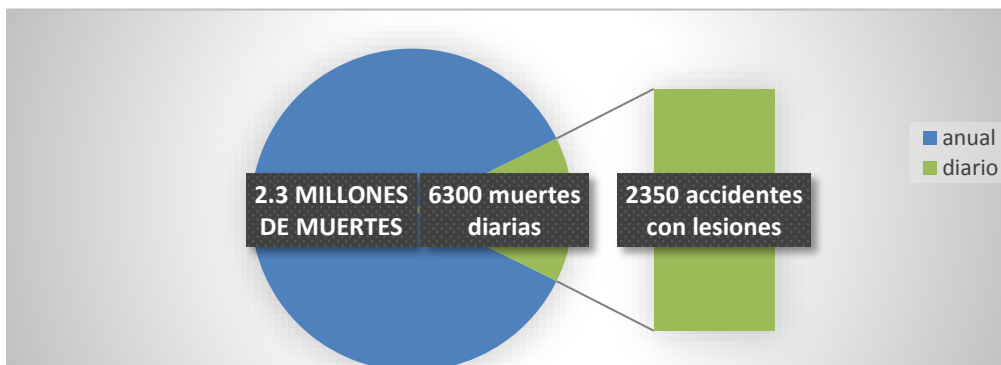 2.3 MILLONES
DE MUERTES
6300 muertes
diarias
2350 accidentes
con lesiones
anual
diario